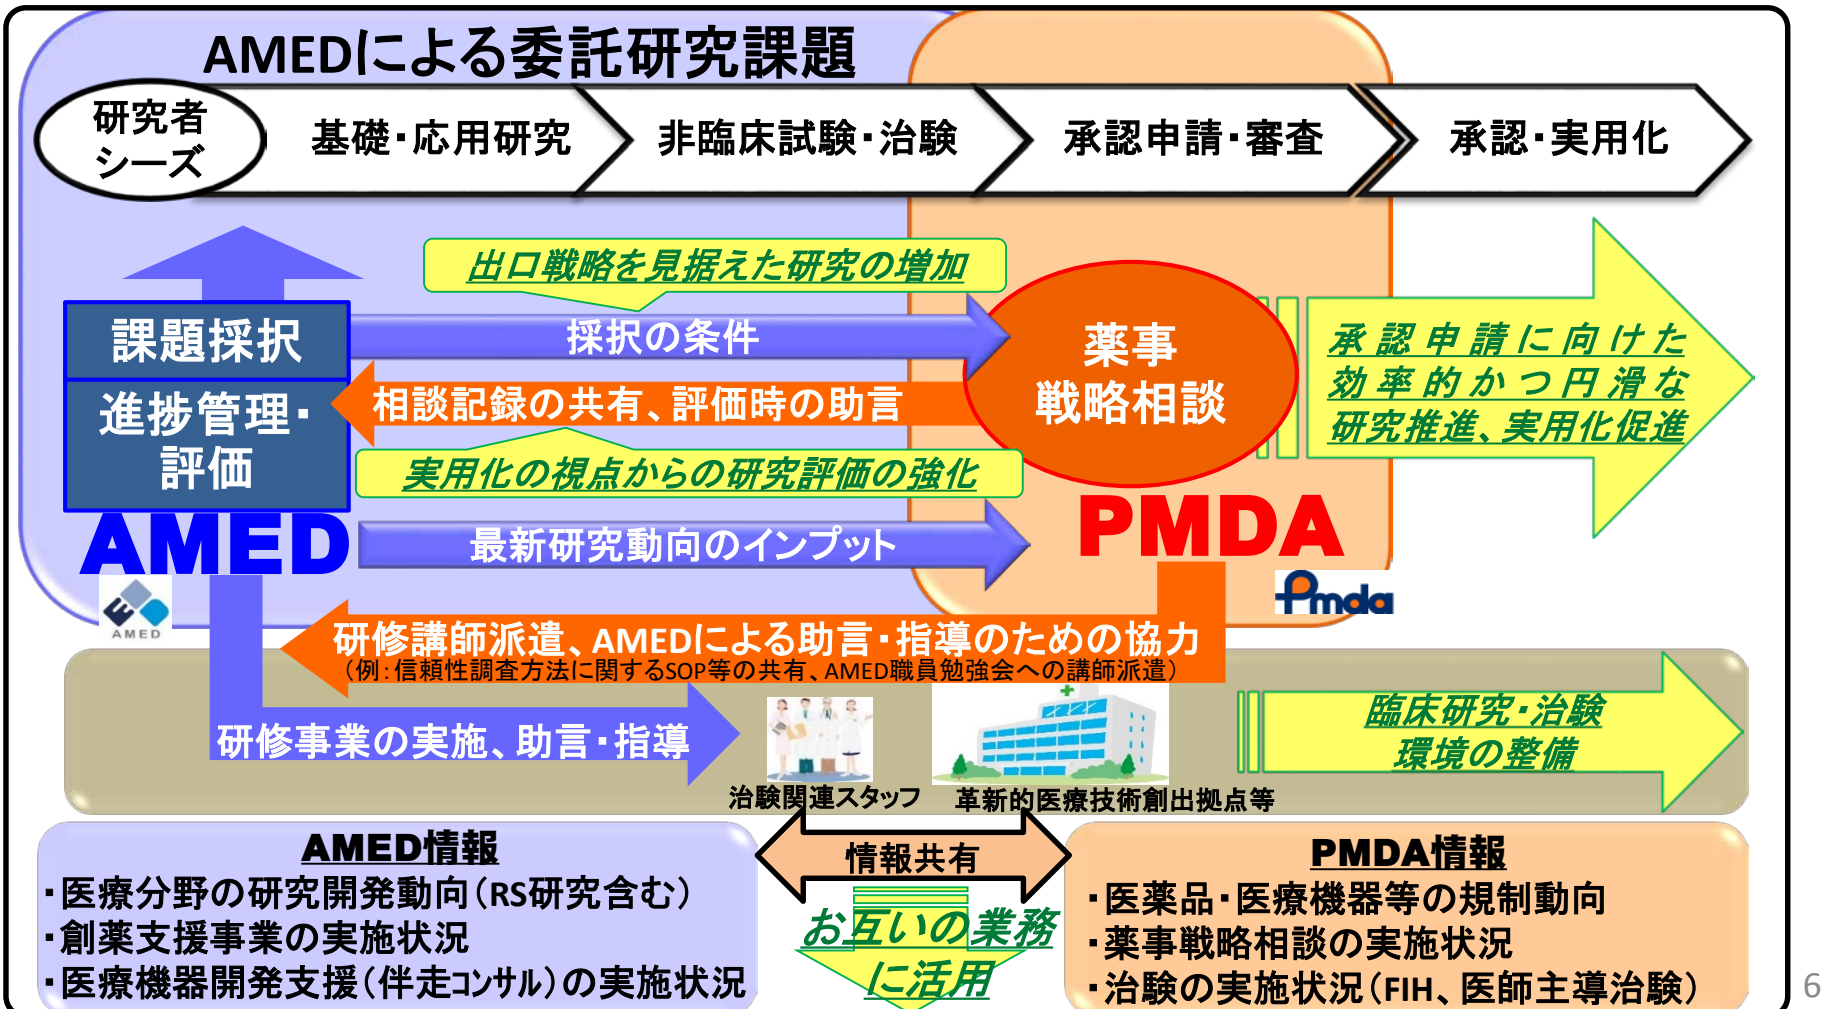 AMEDによる委託研究課題
研究者
シーズ
基礎・応用研究
非臨床試験・治験
承認申請・審査
承認・実用化
出口戦略を見据えた研究の増加
課題採択
採択の条件
薬事
戦略相談
承認申請に向けた
効率的かつ円滑な
研究推進、実用化促進
進捗管理・
評価
相談記録の共有、評価時の助言
実用化の視点からの研究評価の強化
AMED
最新研究動向のインプット
PMDA
AMED
Pmda
研修講師派遣、AMEDによる助言・指導のための協力
（例：信頼性調査方法に関するSOP等の共有、AMED職員勉強会への講師派遣）
研修事業の実施、助言・指導
臨床研究・治験
環境の整備
治験関連スタッフ
革新的医療技術創出拠点等
AMED情報
・医療分野の研究開発動向（RS研究含む）
・創薬支援事業の実施状況
・医療機器開発支援（伴走コンサル）の実施状況
情報共有
お互いの業務
に活用
PMDA情報
・医薬品・医療機器等の規制動向
・薬事戦略相談の実施状況
・治験の実施状況（FIH、医師主導治験）
6